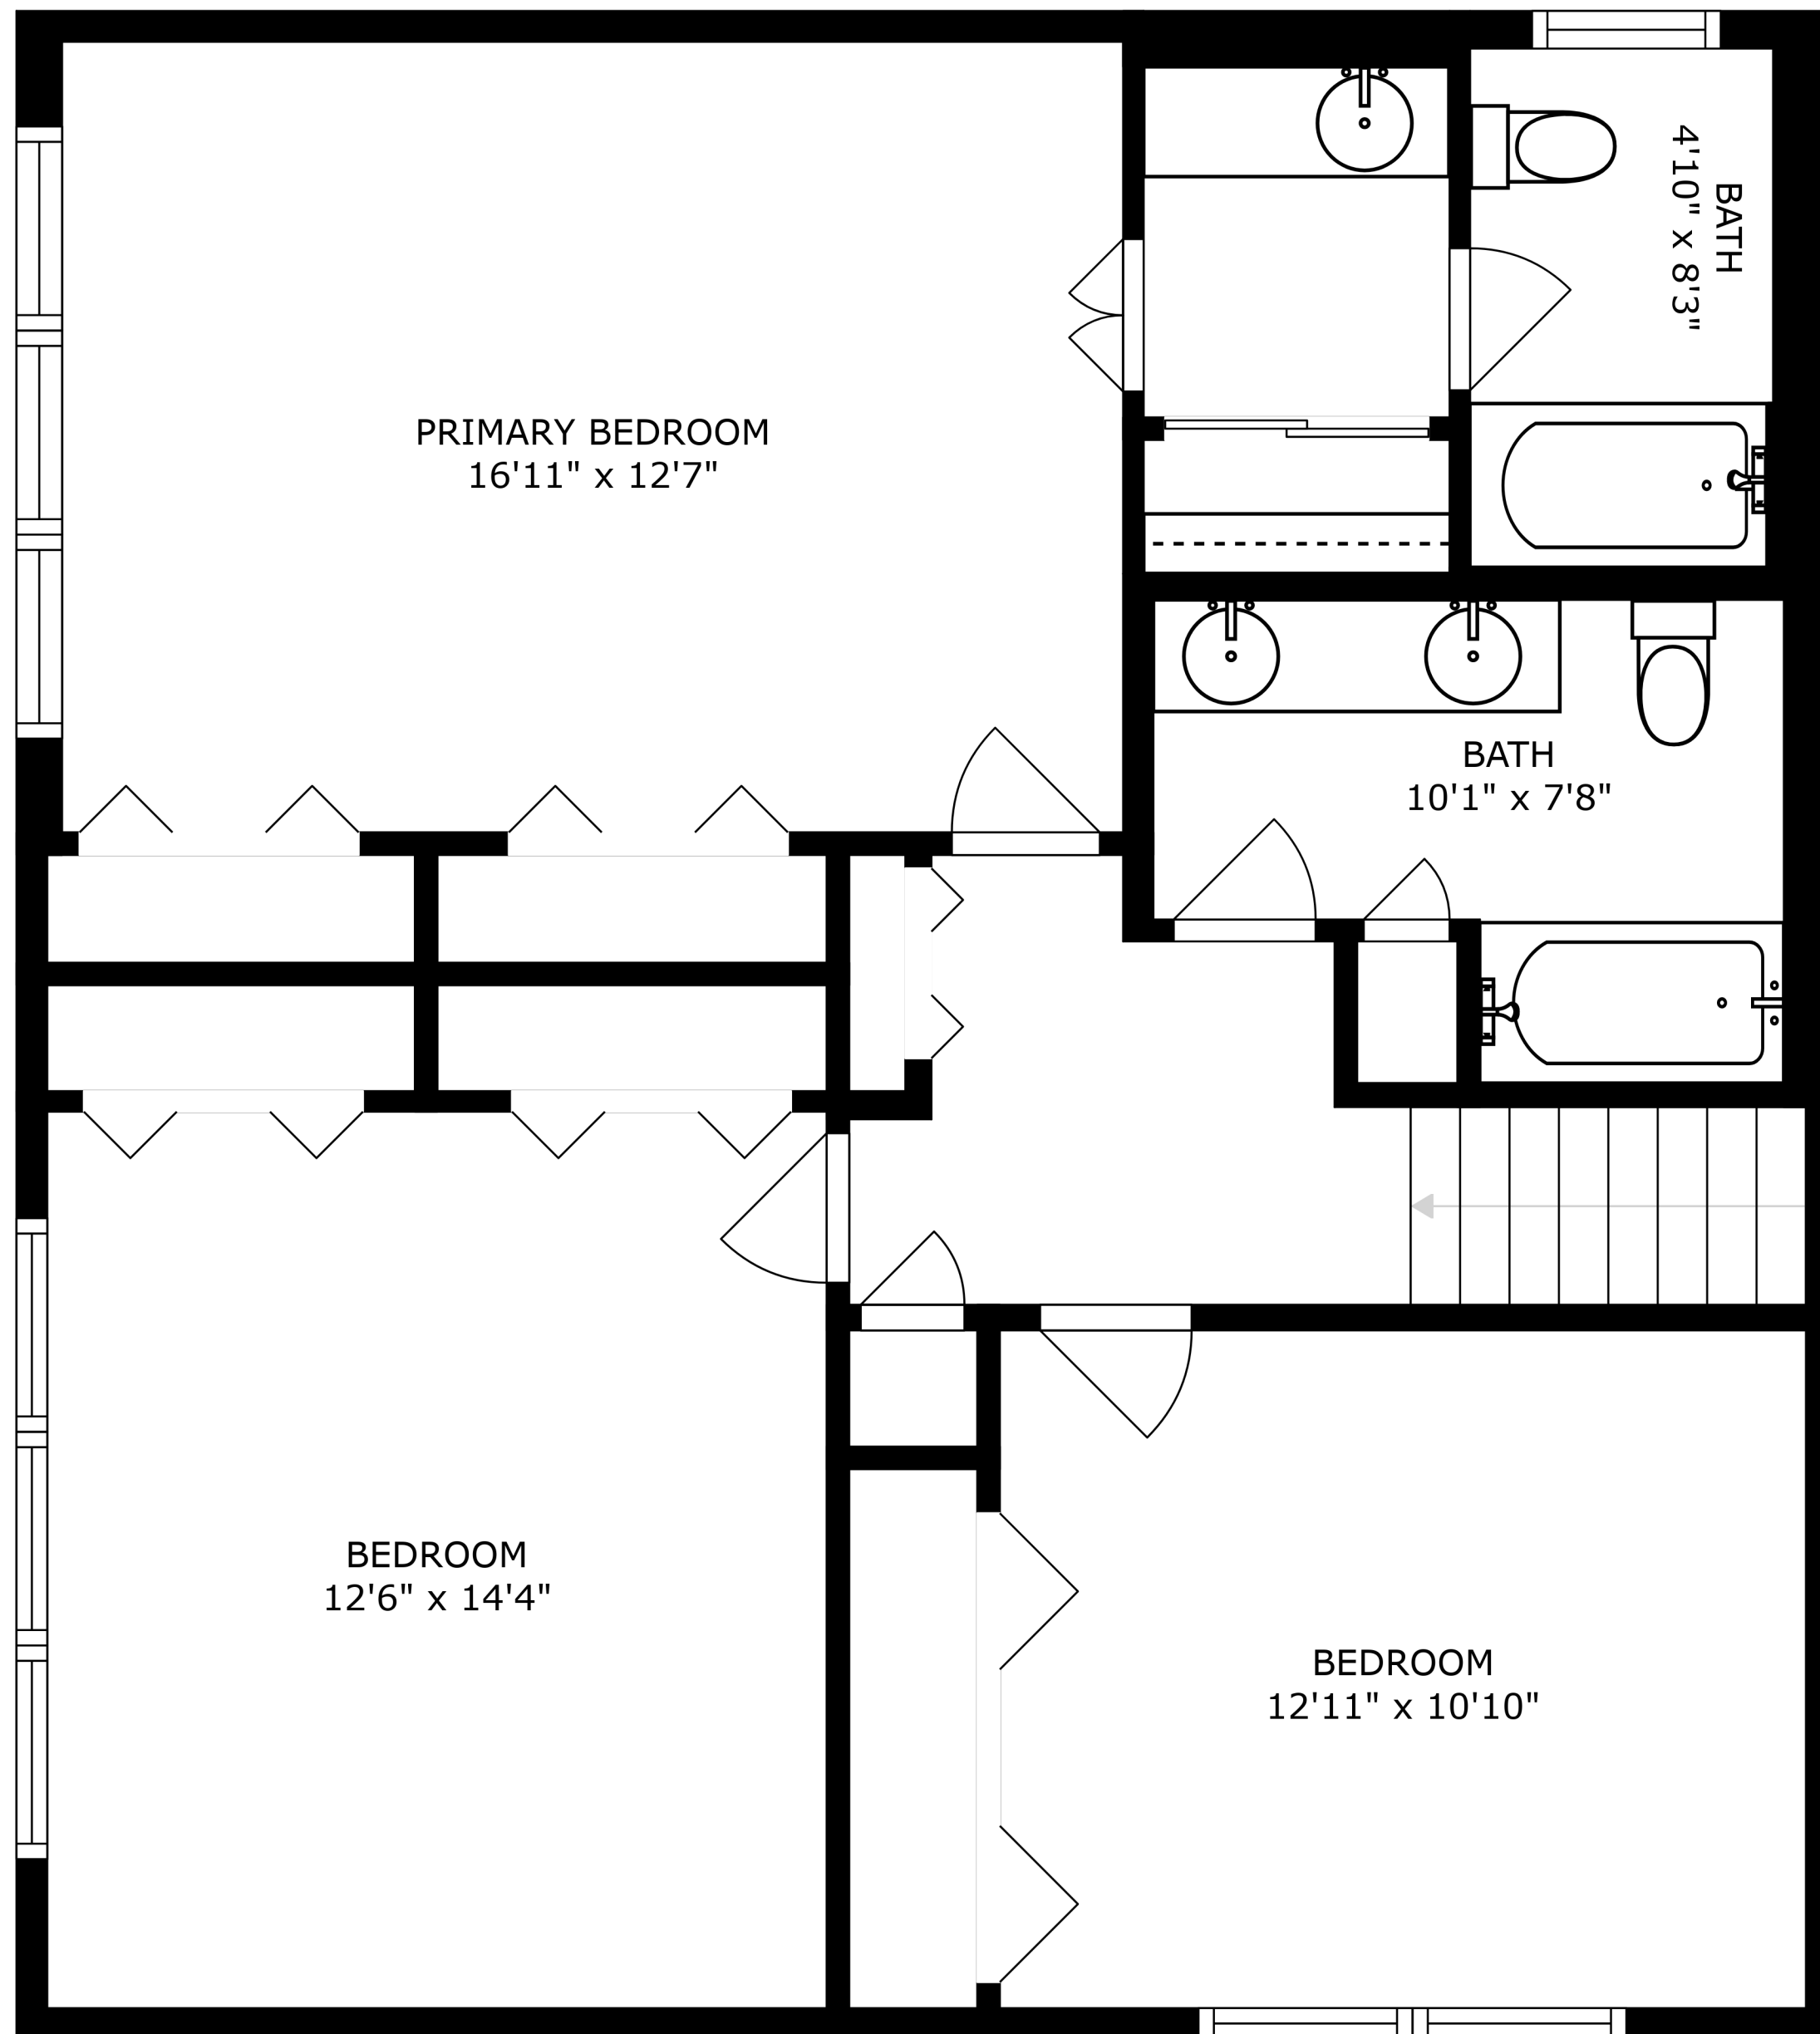 BATH
4'10" x 8'3"
PRIMARY BEDROOM
16'11" x 12'7"
BATH
10'1" x 7'8"
BEDROOM
12'6" x 14'4"
BEDROOM
12'11" x 10'10"